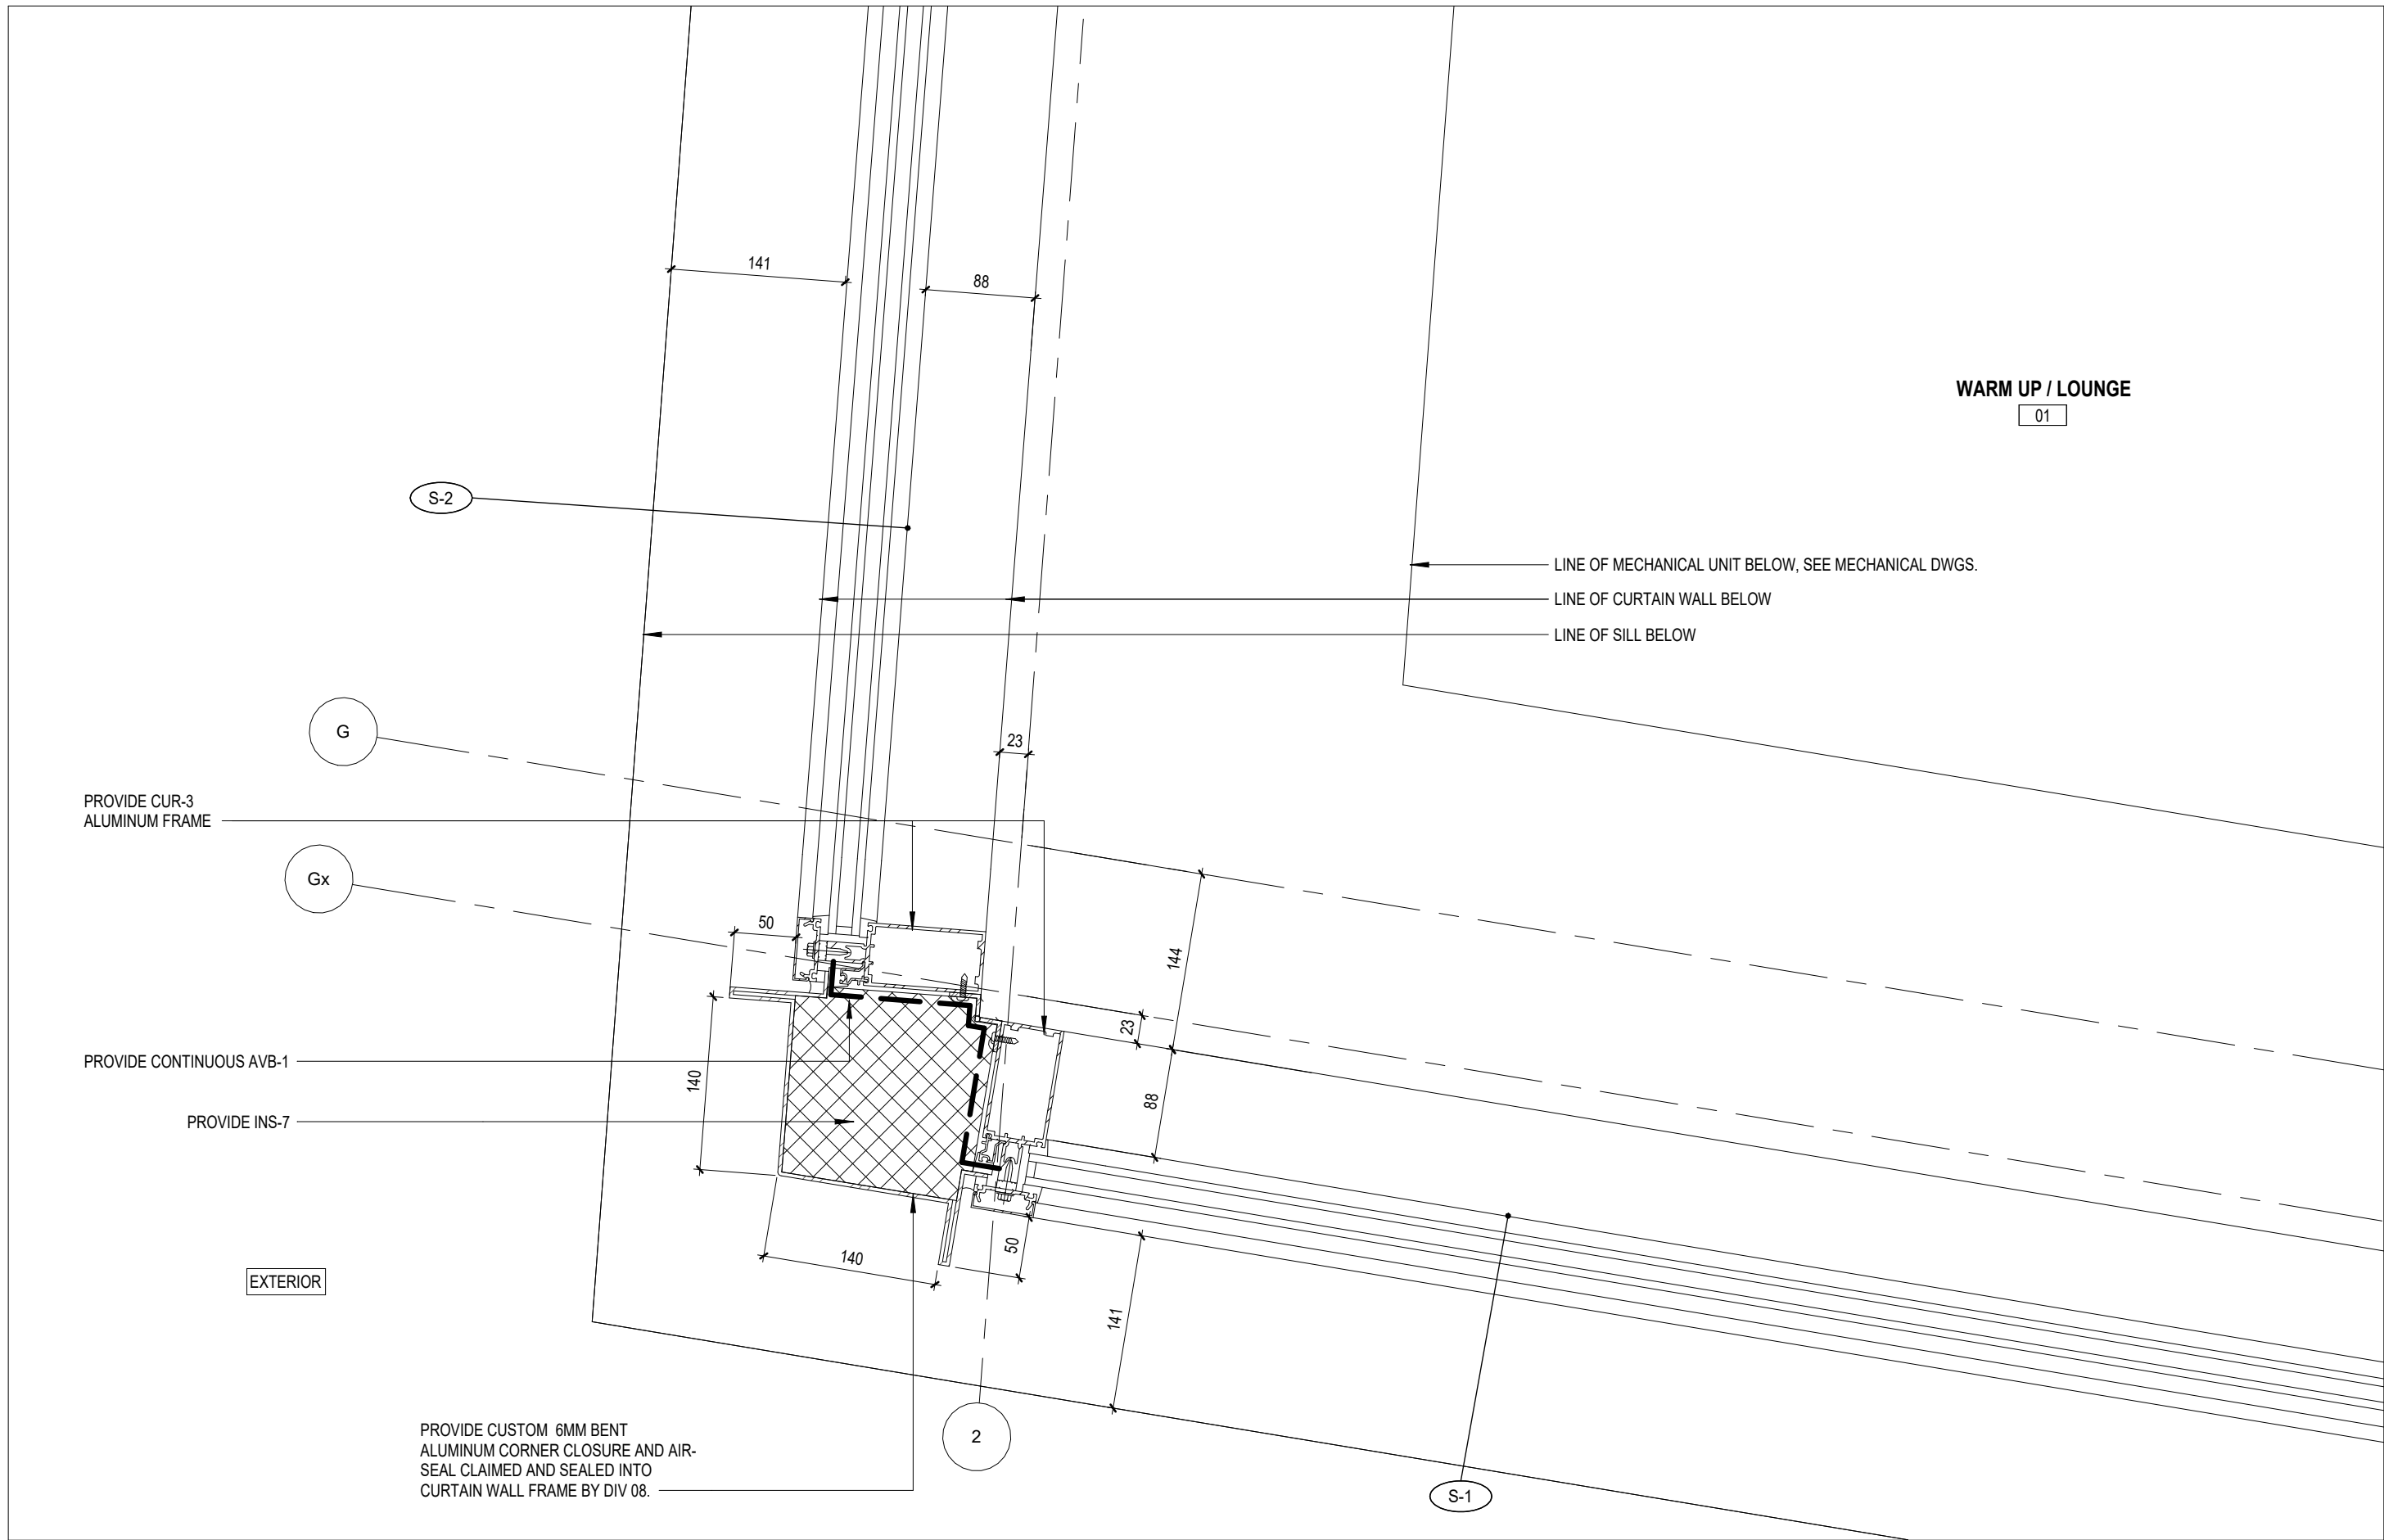 141
88
WARM UP / LOUNGE
01
S-2
LINE OF MECHANICAL UNIT BELOW, SEE MECHANICAL DWGS.
LINE OF CURTAIN WALL BELOW
LINE OF SILL BELOW
G
23
PROVIDE CUR-3
ALUMINUM FRAME
Gx
50
144
23
PROVIDE CONTINUOUS AVB-1
140
88
PROVIDE INS-7
50
140
EXTERIOR
141
PROVIDE CUSTOM 6MM BENT
ALUMINUM CORNER CLOSURE AND AIR-
SEAL CLAIMED AND SEALED INTO
CURTAIN WALL FRAME BY DIV 08.
2
S-1